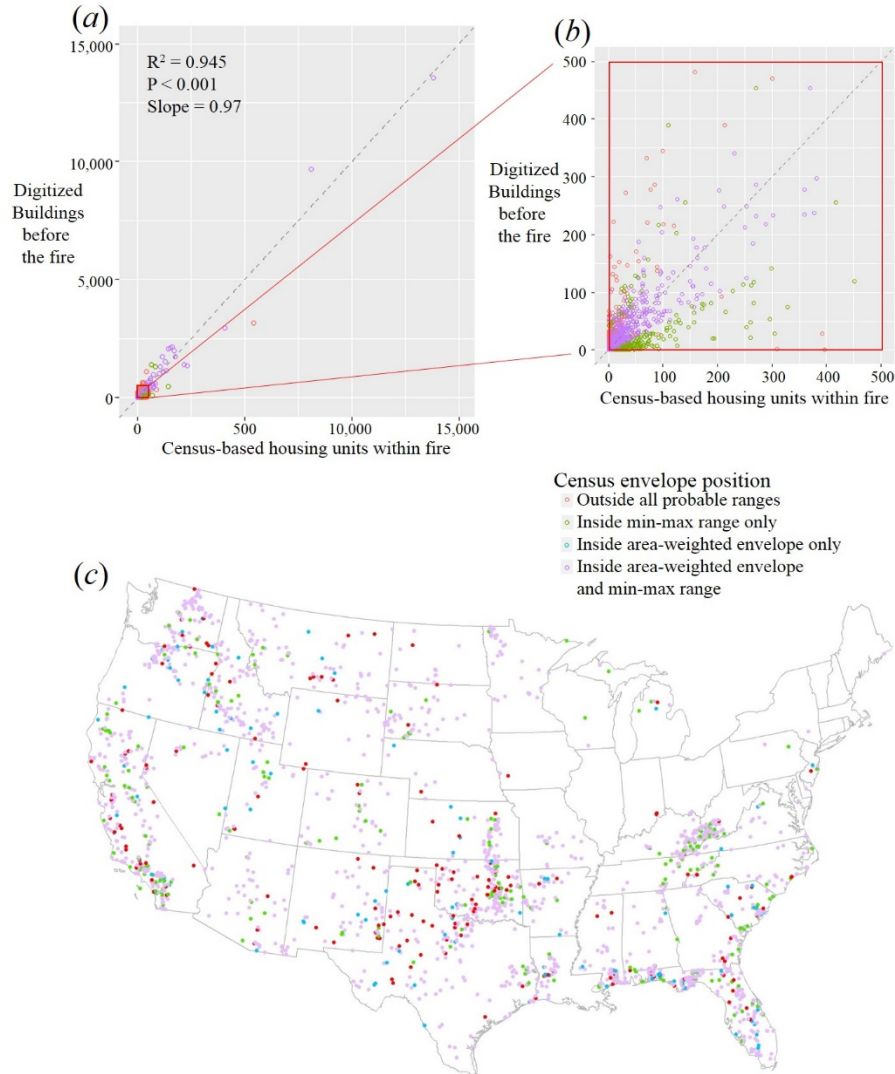 (a)
15,000
R² = 0.945
P < 0.001
Slope = 0.97
10,000
Digitized
Buildings
before
the fire
5,000
0
0
500
10,000
15,000
Census-based housing units within fire
(b)
500
400
Digitized
Buildings
before
the fire
300
200
100
0
0
100
200
300
400
500
Census-based housing units within fire
Census envelope position
Outside all probable ranges
Inside min-max range only
Inside area-weighted envelope only
Inside area-weighted envelope
and min-max range
(c)